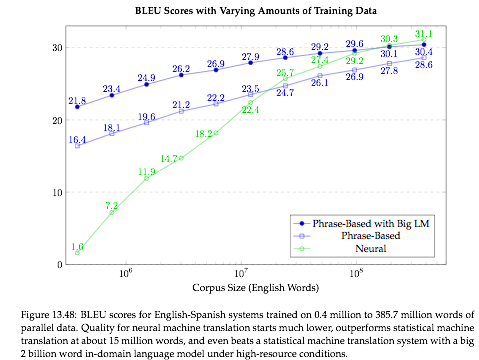 BLEU Scores with Varying Amounts of Training Data
30
20
10
0
21.8 23.4 24.9 26.2 26.9 27.9 28.6 29.2 29.6 30.1 30.4
16.4 18.1 19.6 21.2 22.2 23.5 24.7 26.1 26.9 27.8 28.6
1.6 7.2 11.9 14.7 18.2 22.4 25.7 27.4 29.2 30.3 31.1
Phrase-Based with Big LM
Phrase-Based
Neural
10⁶ 10⁷ 10⁸
Corpus Size (English Words)
Figure 13.48: BLEU scores for English-Spanish systems trained on 0.4 million to 385.7 million words of
parallel data. Quality for neural machine translation starts much lower, outperforms statistical machine
translation at about 15 million words, and even beats a statistical machine translation system with a big
2 billion word in-domain language model under high-resource conditions.